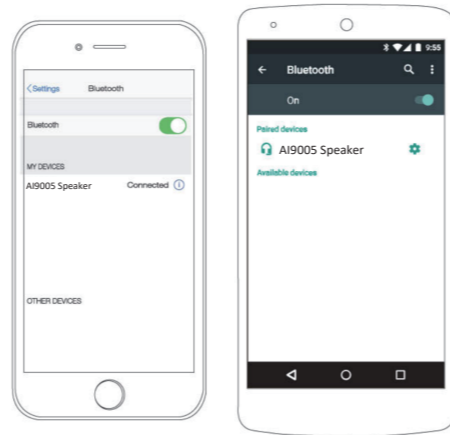 Settings Bluetooth
Bluetooth
MY DEVICES
AI9005 Speaker Connected
OTHER DEVICES
9:55
Bluetooth
On
Paired devices
AI9005 Speaker
Available devices